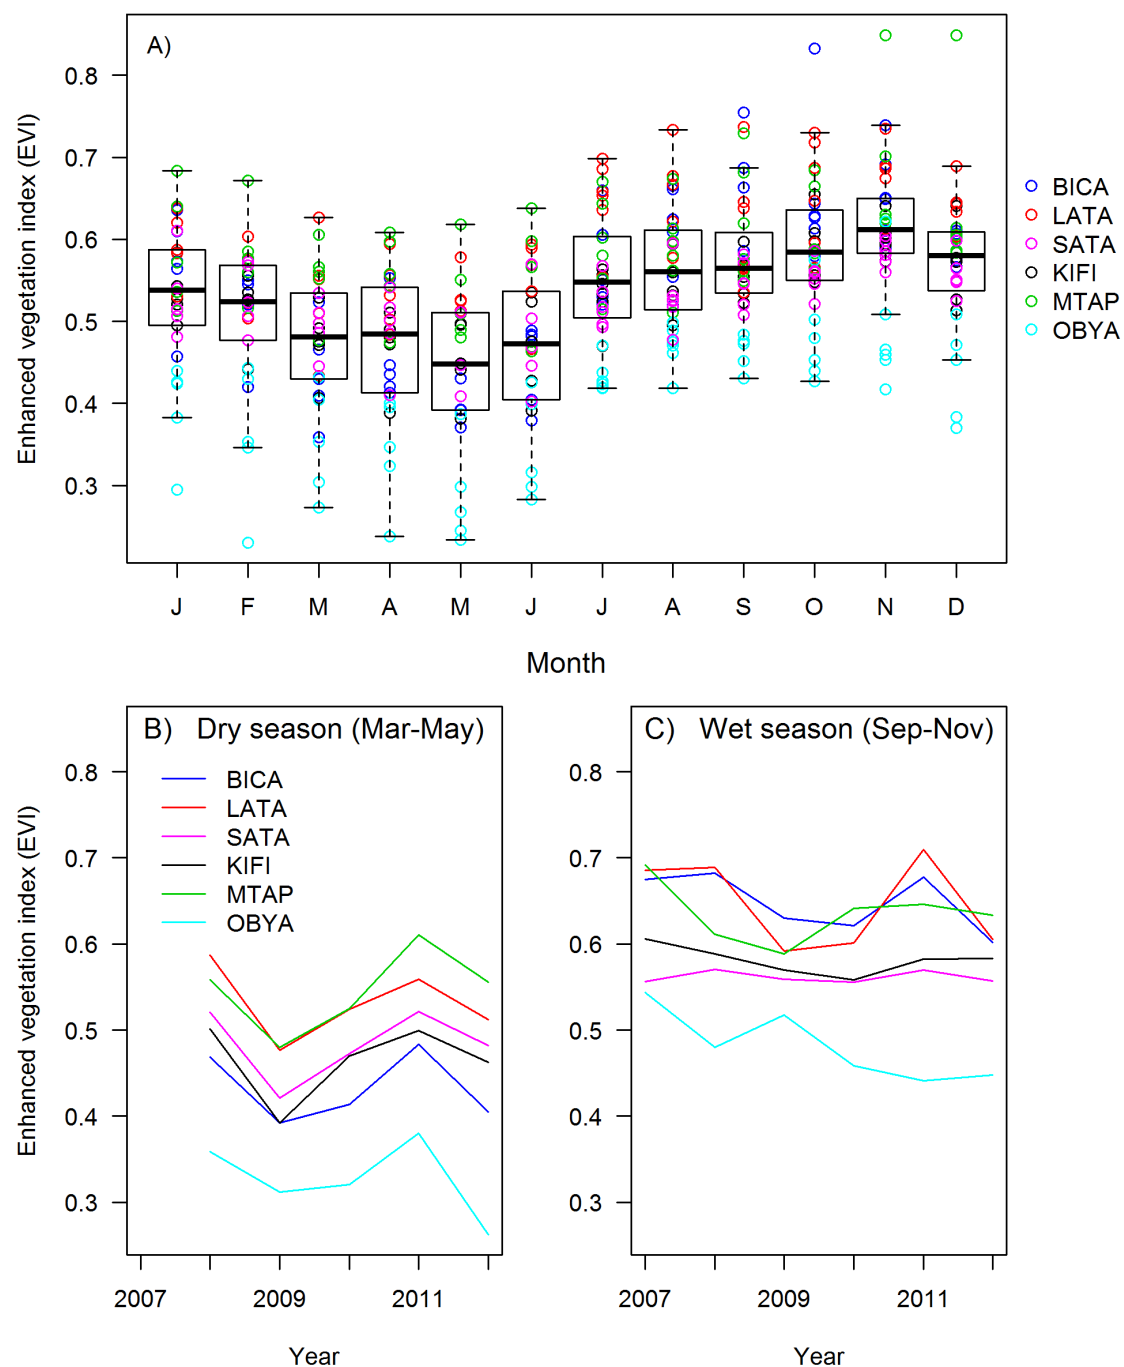 A)
Enhanced vegetation index (EVI)
0.8
0.7
0.6
0.5
0.4
0.3
J F M A M J J A S O N D
Month
BICA
LATA
SATA
KIFI
MTAP
OBYA
B) Dry season (Mar-May)
Enhanced vegetation index (EVI)
0.8
0.7
0.6
0.5
0.4
0.3
BICA
LATA
SATA
KIFI
MTAP
OBYA
2007 2009 2011
Year
C) Wet season (Sep-Nov)
0.8
0.7
0.6
0.5
0.4
0.3
2007 2009 2011
Year